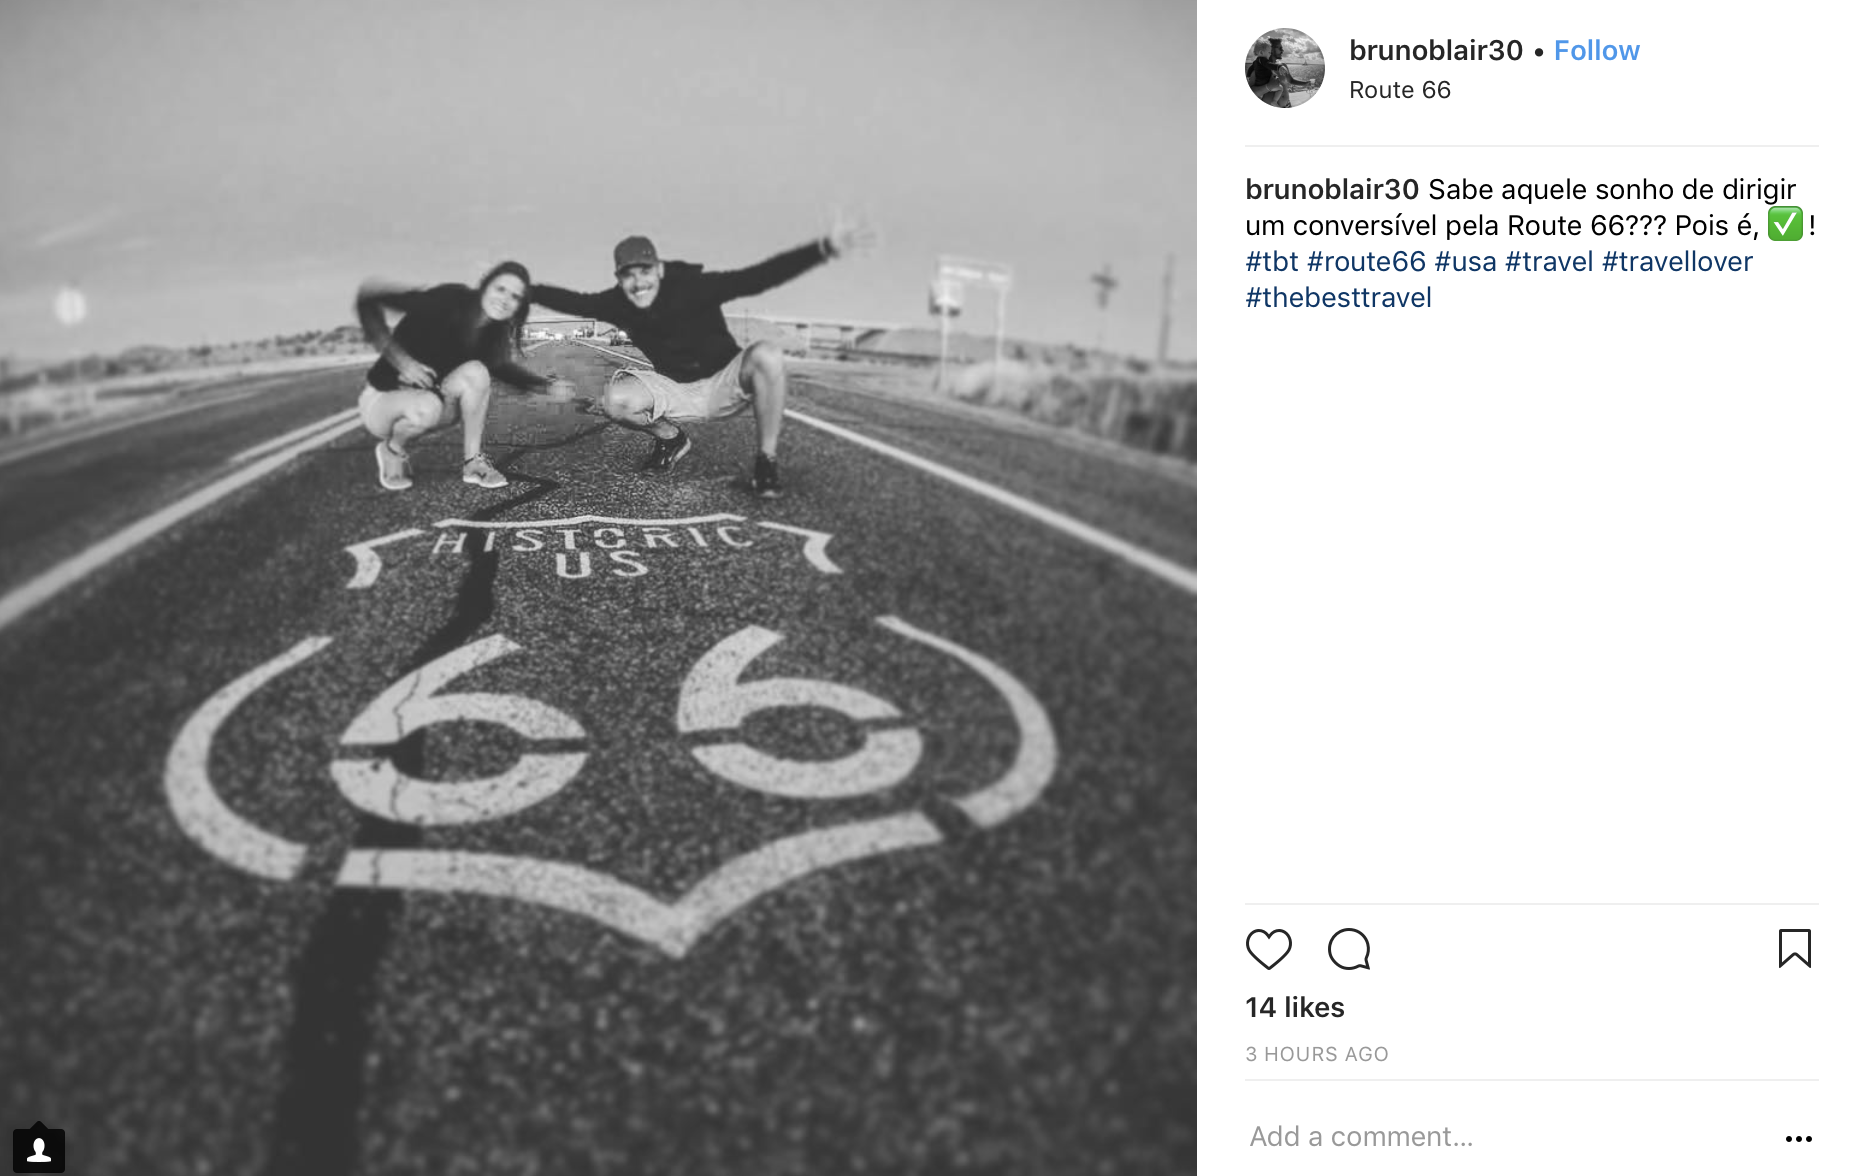 HISTORIC
US
66
brunoblair30 • Follow
Route 66
brunoblair30 Sabe aquele sonho de dirigir
um conversível pela Route 66??? Pois é, ✅ !
#tbt #route66 #usa #travel #travellover
#thebesttravel
14 likes
3 HOURS AGO
Add a comment...